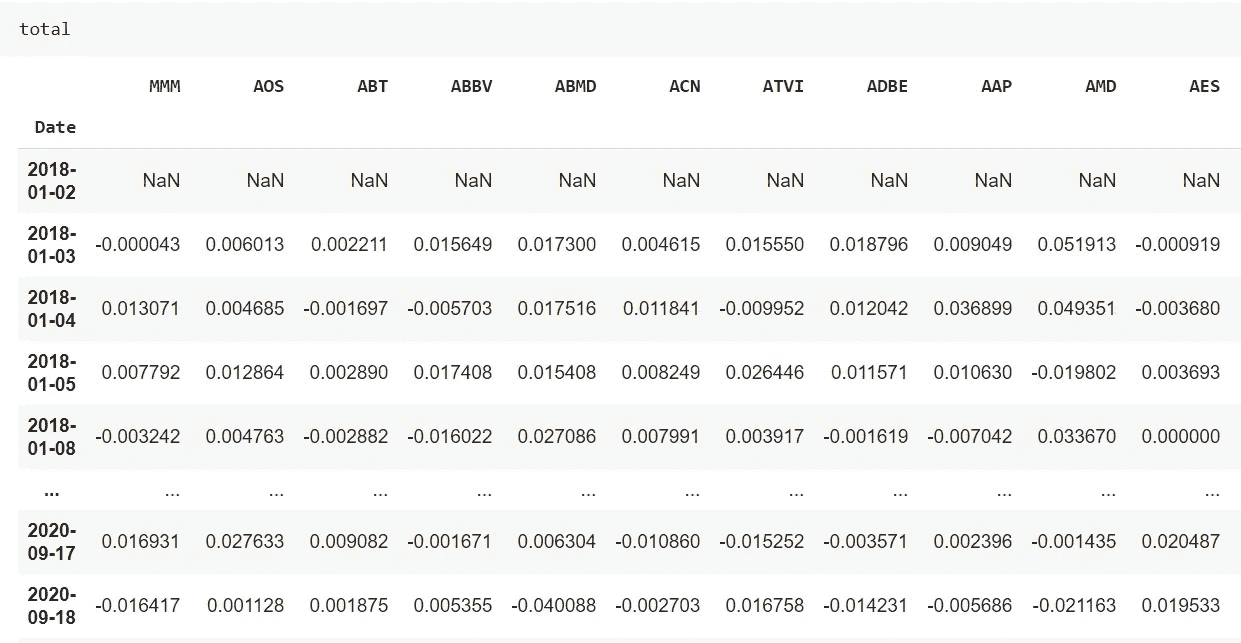 total
MMM AOS ABT ABBV ABMD ACN ATVI ADBE AAP AMD AES
Date
2018-
01-02 NaN NaN NaN NaN NaN NaN NaN NaN NaN NaN NaN
2018-
01-03 -0.000043 0.006013 0.002211 0.015649 0.017300 0.004615 0.015550 0.018796 0.009049 0.051913 -0.000919
2018-
01-04 0.013071 0.004685 -0.001697 -0.005703 0.017516 0.011841 -0.009952 0.012042 0.036899 0.049351 -0.003680
2018-
01-05 0.007792 0.012864 0.002890 0.017408 0.015408 0.008249 0.026446 0.011571 0.010630 -0.019802 0.003693
2018-
01-08 -0.003242 0.004763 -0.002882 -0.016022 0.027086 0.007991 0.003917 -0.001619 -0.007042 0.033670 0.000000
... ... ... ... ... ... ... ... ... ... ... ...
2020-
09-17 0.016931 0.027633 0.009082 -0.001671 0.006304 -0.010860 -0.015252 -0.003571 0.002396 -0.001435 0.020487
2020-
09-18 -0.016417 0.001128 0.001875 0.005355 -0.040088 -0.002703 0.016758 -0.014231 -0.005686 -0.021163 0.019533